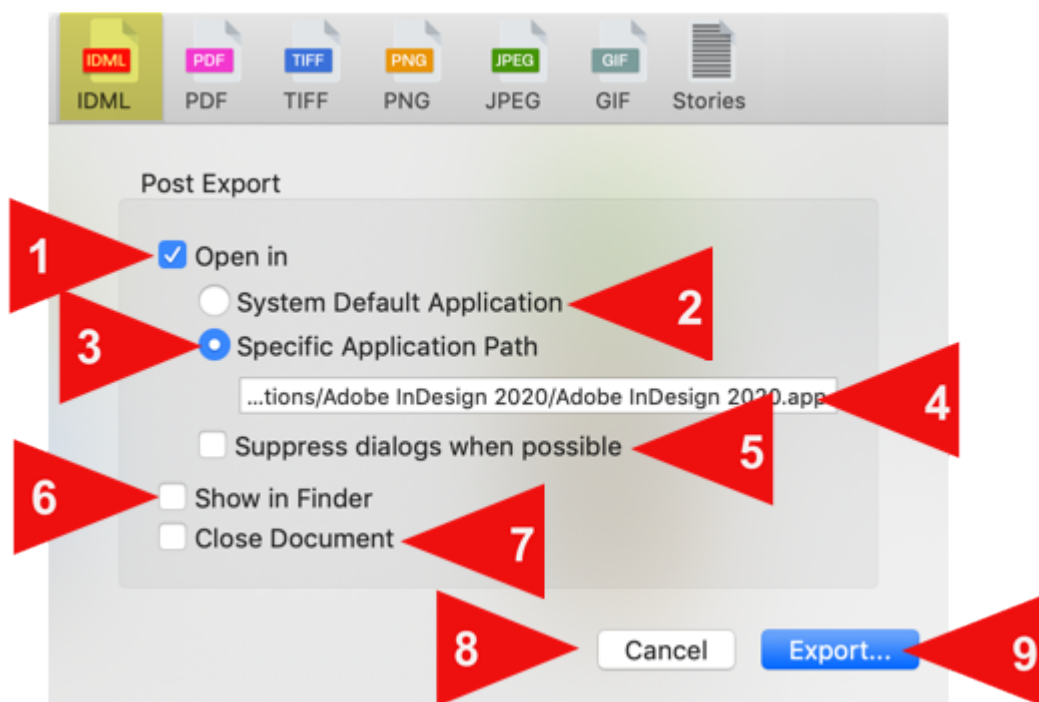 IDML PDF TIFF PNG JPEG GIF
IDML PDF TIFF PNG JPEG GIF Stories
Post Export
1 Open in
System Default Application 2
3 Specific Application Path
...tions/Adobe InDesign 2020/Adobe InDesign 2020.app 4
Suppress dialogs when possible 5
6 Show in Finder
Close Document 7
8 Cancel Export... 9